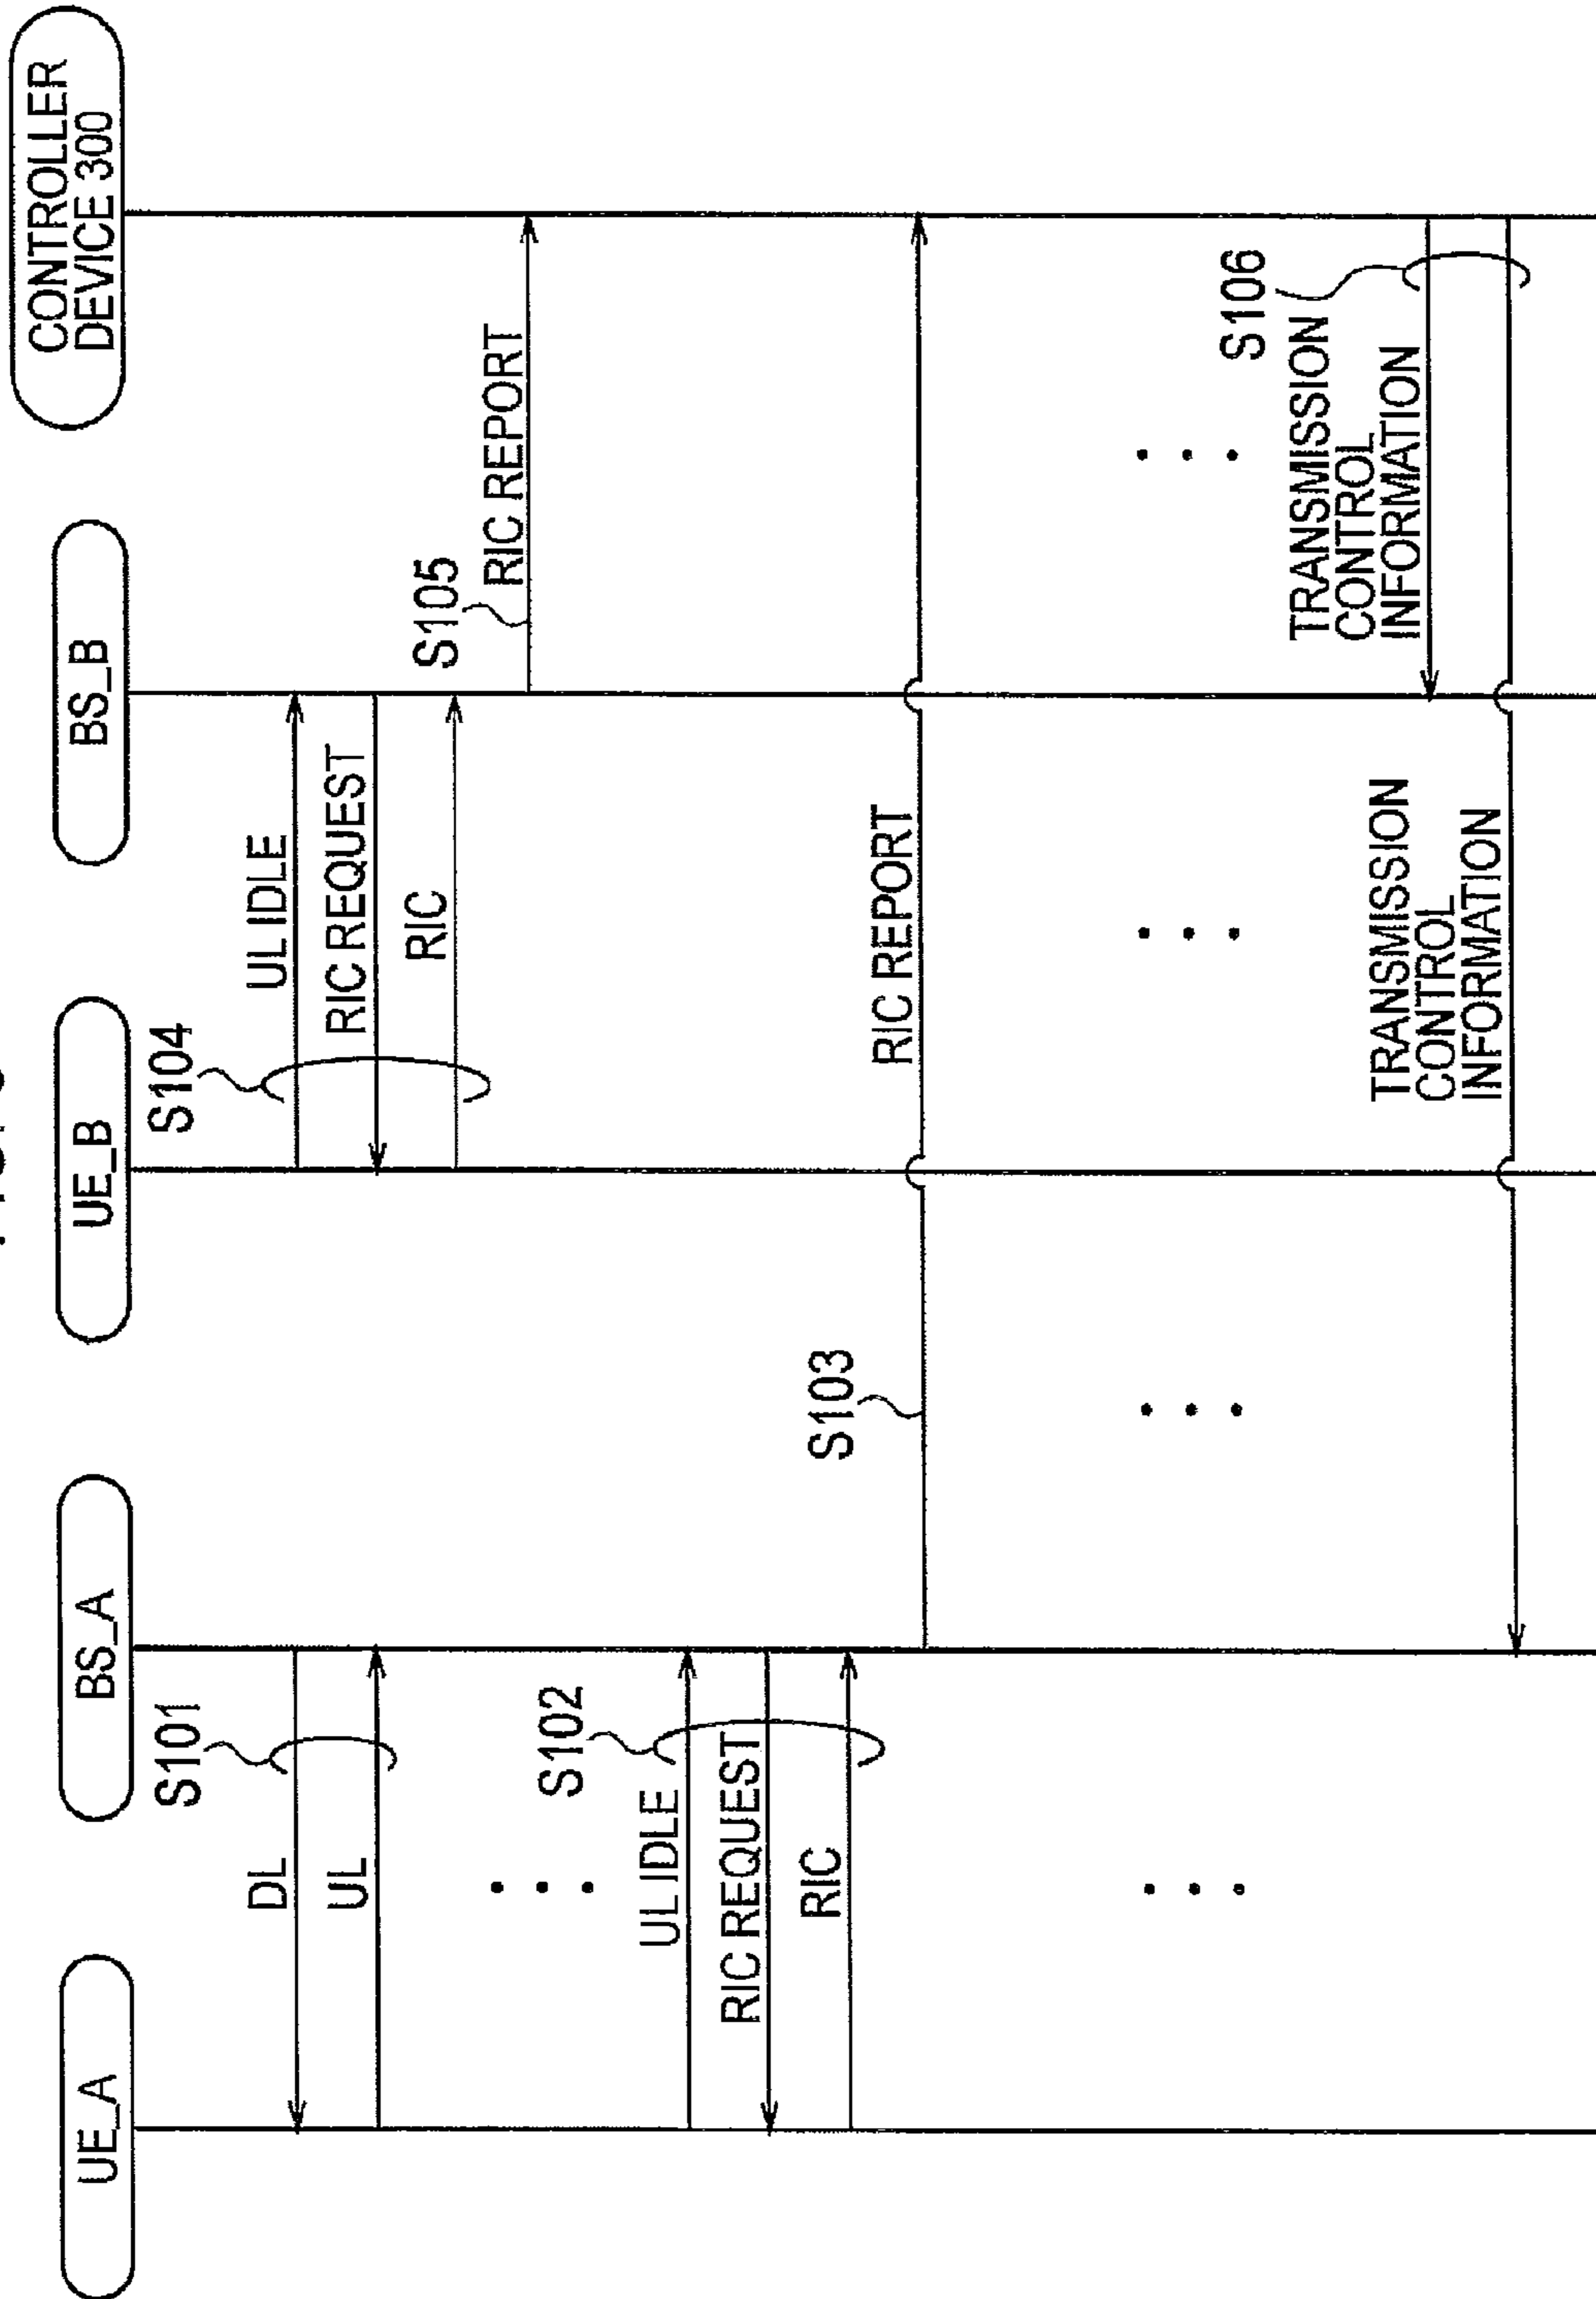 UE_A
BS_A
UE_B
BS_B
CONTROLLER
DEVICE 300
S101
DL
UL
S104
UL IDLE
RIC REQUEST
RIC
S105
RIC REPORT
S102
UL IDLE
RIC REQUEST
RIC
S103
RIC REPORT
S106
TRANSMISSION
CONTROL
INFORMATION
TRANSMISSION
CONTROL
INFORMATION